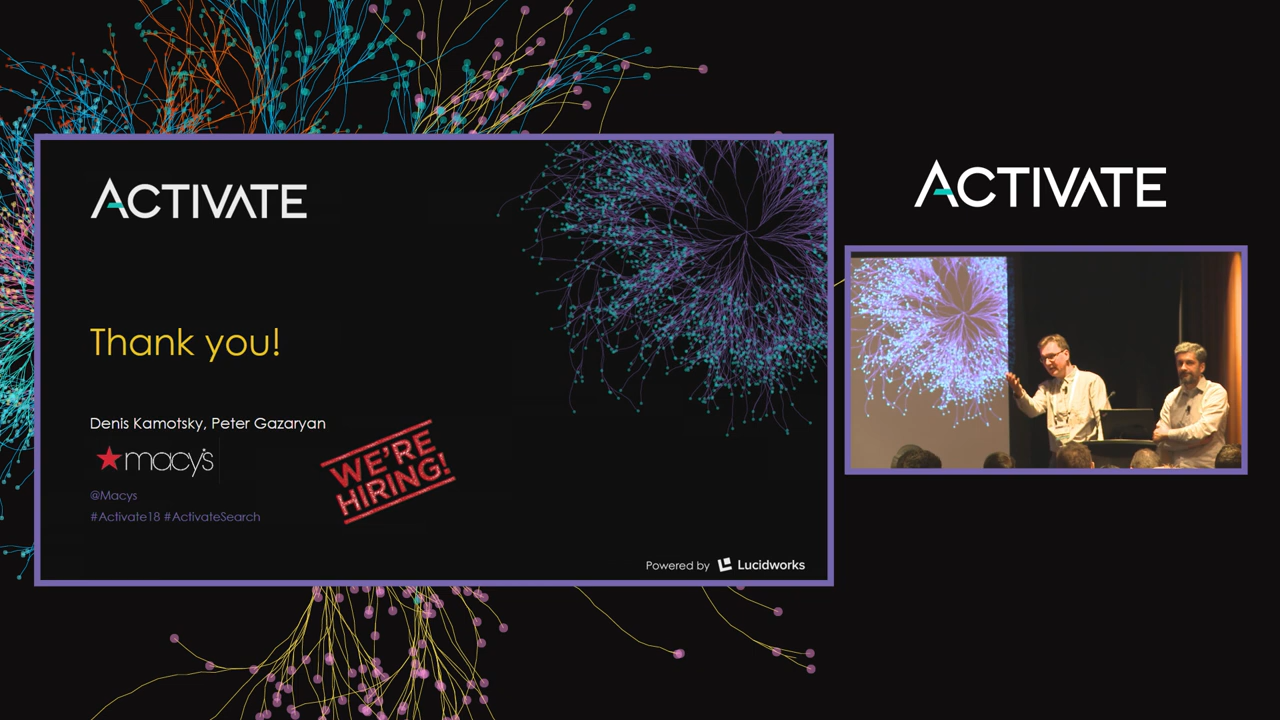 ACTIVATE
Thank you!
Denis Kamotsky, Peter Gazaryan
macy's
@Macys
#Activate18 #ActivateSearch
WE'RE
HIRING!
Powered by Lucidworks
ACTIVATE